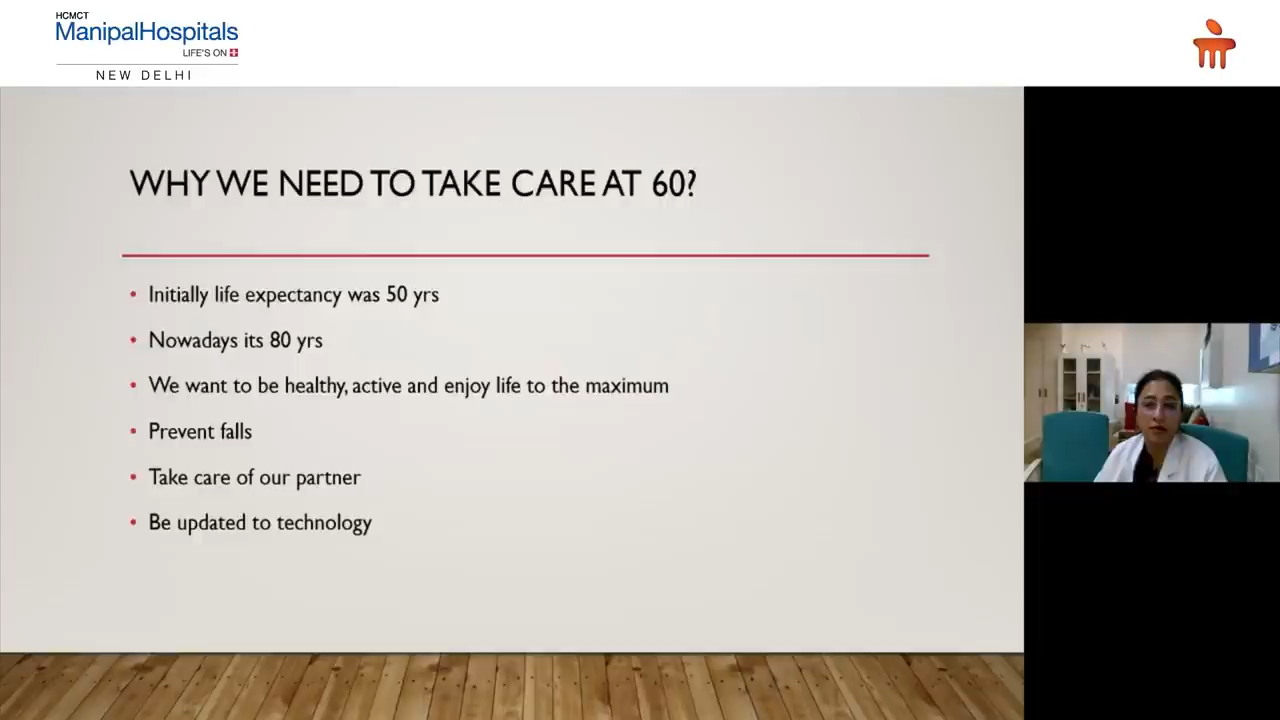 HCMCT
ManipalHospitals
LIFE'S ON
NEW DELHI
WHY WE NEED TO TAKE CARE AT 60?
• Initially life expectancy was 50 yrs
• Nowadays its 80 yrs
• We want to be healthy, active and enjoy life to the maximum
• Prevent falls
• Take care of our partner
• Be updated to technology